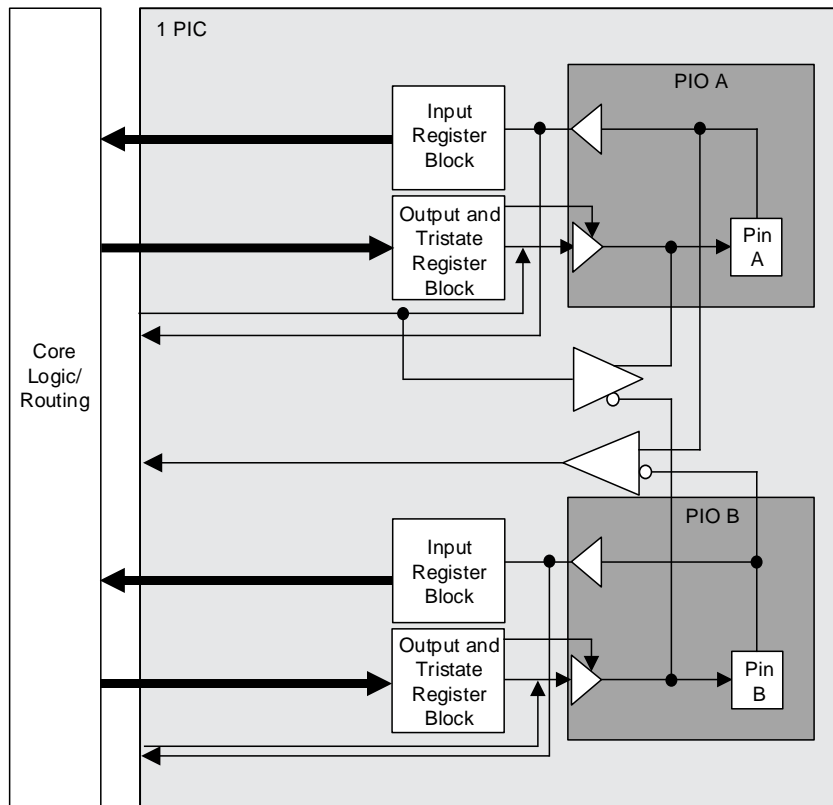 1 PIC
PIO A
Input
Register
Block
Output and
Tristate
Register
Block
Pin
A
Core
Logic/
Routing
PIO B
Input
Register
Block
Output and
Tristate
Register
Block
Pin
B